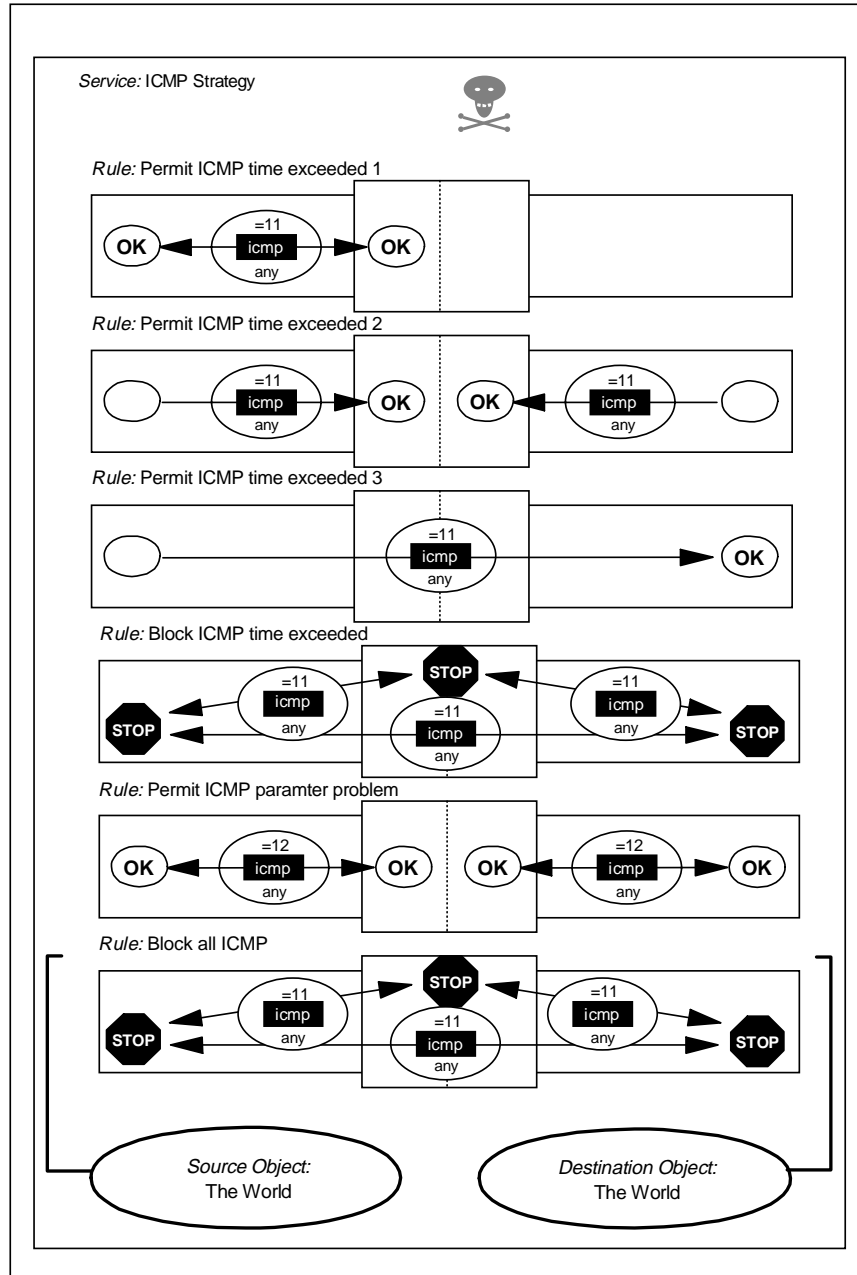 Service: ICMP Strategy
Rule: Permit ICMP time exceeded 1
=11
OK icmp OK
any
Rule: Permit ICMP time exceeded 2
=11 =11
icmp OK OK icmp
any any
Rule: Permit ICMP time exceeded 3
=11
icmp OK
any
Rule: Block ICMP time exceeded
STOP
=11 =11
icmp icmp
any any
=11
STOP icmp STOP
any
Rule: Permit ICMP paramter problem
=12 =12
OK icmp OK OK icmp OK
any any
Rule: Block all ICMP
STOP
=11 =11
icmp icmp
any any
=11
STOP icmp STOP
any
Source Object:
The World
Destination Object:
The World